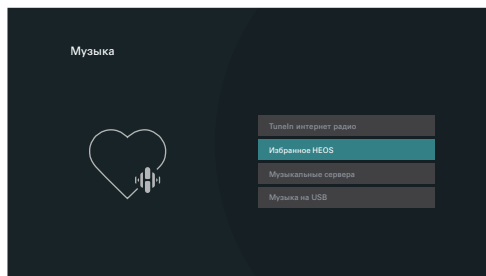 Музыка
TuneIn интернет радио
Избранное HEOS
Музыкальные сервера
Музыка на USB